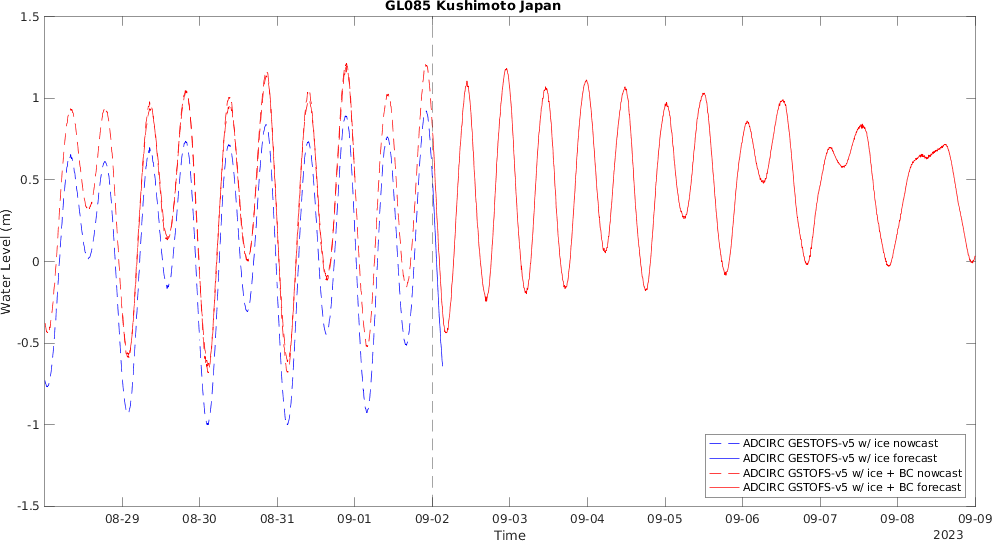 GL085 Kushimoto Japan
1.5
1
0.5
0
-0.5
-1
-1.5
Water Level (m)
ADCIRC GESTOFS-v5 w/ ice nowcast
ADCIRC GESTOFS-v5 w/ ice forecast
ADCIRC GSTOFS-v5 w/ ice + BC nowcast
ADCIRC GSTOFS-v5 w/ ice + BC forecast
08-29 08-30 08-31 09-01 09-02 09-03 09-04 09-05 09-06 09-07 09-08 09-09
Time
2023